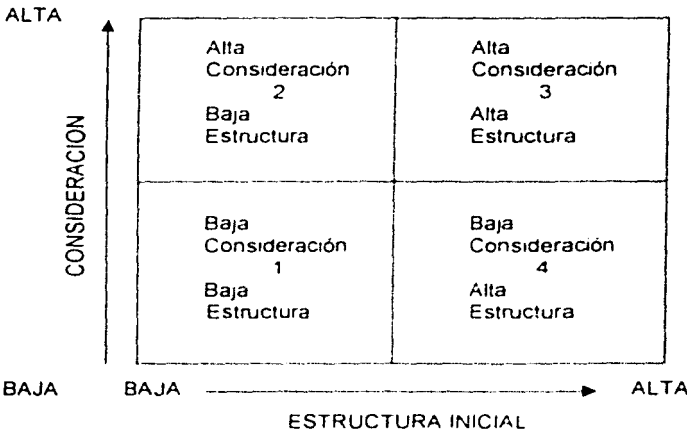 ALTA
CONSIDERACION
Alta
Consideración
2
Baja
Estructura
Alta
Consideración
3
Alta
Estructura
Baja
Consideración
1
Baja
Estructura
Baja
Consideración
4
Alta
Estructura
BAJA
BAJA
ALTA
ESTRUCTURA INICIAL